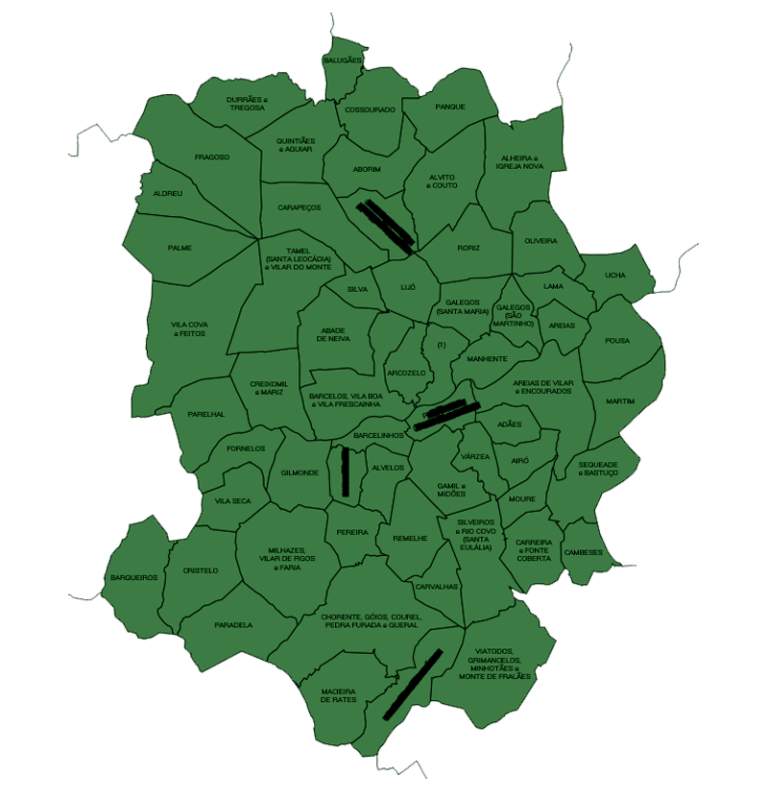 BALUGÃES
DURRÃES e
TREGOSA
COSSOURADO
PANQUE
QUINTIÃES
e AGUIAR
FRAGOSO
ALHEIRA e
IGREJA NOVA
ABORIM
ALVITO
e COUTO
ALDREU
CARAPEÇOS
PALME
TAMEL
(SANTA LEOCÁDIA)
e VILAR DO MONTE
RORIZ
OLIVEIRA
UCHA
SILVA
LIJÓ
LAMA
GALEGOS
(SANTA MARIA)
GALEGOS
(SÃO
MARTINHO)
AREIAS
VILA COVA
e FEITOS
ABADE
DE NEIVA
(1)
POUSA
MANHENTE
ARCOZELO
CREIXOMIL
e MARIZ
AREIAS DE VILAR
e ENCOURADOS
BARCELOS, VILA BOA
e VILA FRESCAINHA
MARTIM
PARELHAL
ADÃES
BARCELINHOS
FORNELOS
VÁRZEA
AIRÓ
SEQUEADE
e BASTUÇO
GILMONDE
ALVELOS
GAMIL e
MIDÕES
VILA SECA
MOURE
PEREIRA
REMELHE
SILVEIROS
e RIO COVO
(SANTA
EULÁLIA)
CARREIRA
e FONTE
COBERTA
CAMBESES
MILHAZES,
VILAR DE FIGOS
e FARIA
BARQUEIROS
CRISTELO
CARVALHAS
PARADELA
CHORENTE, GÓIOS, COUREL,
PEDRA FURADA e GUERAL
VIATODOS,
GRIMANCELOS,
MINHOTÃES e
MONTE DE FRALÃES
MACIEIRA
DE RATES